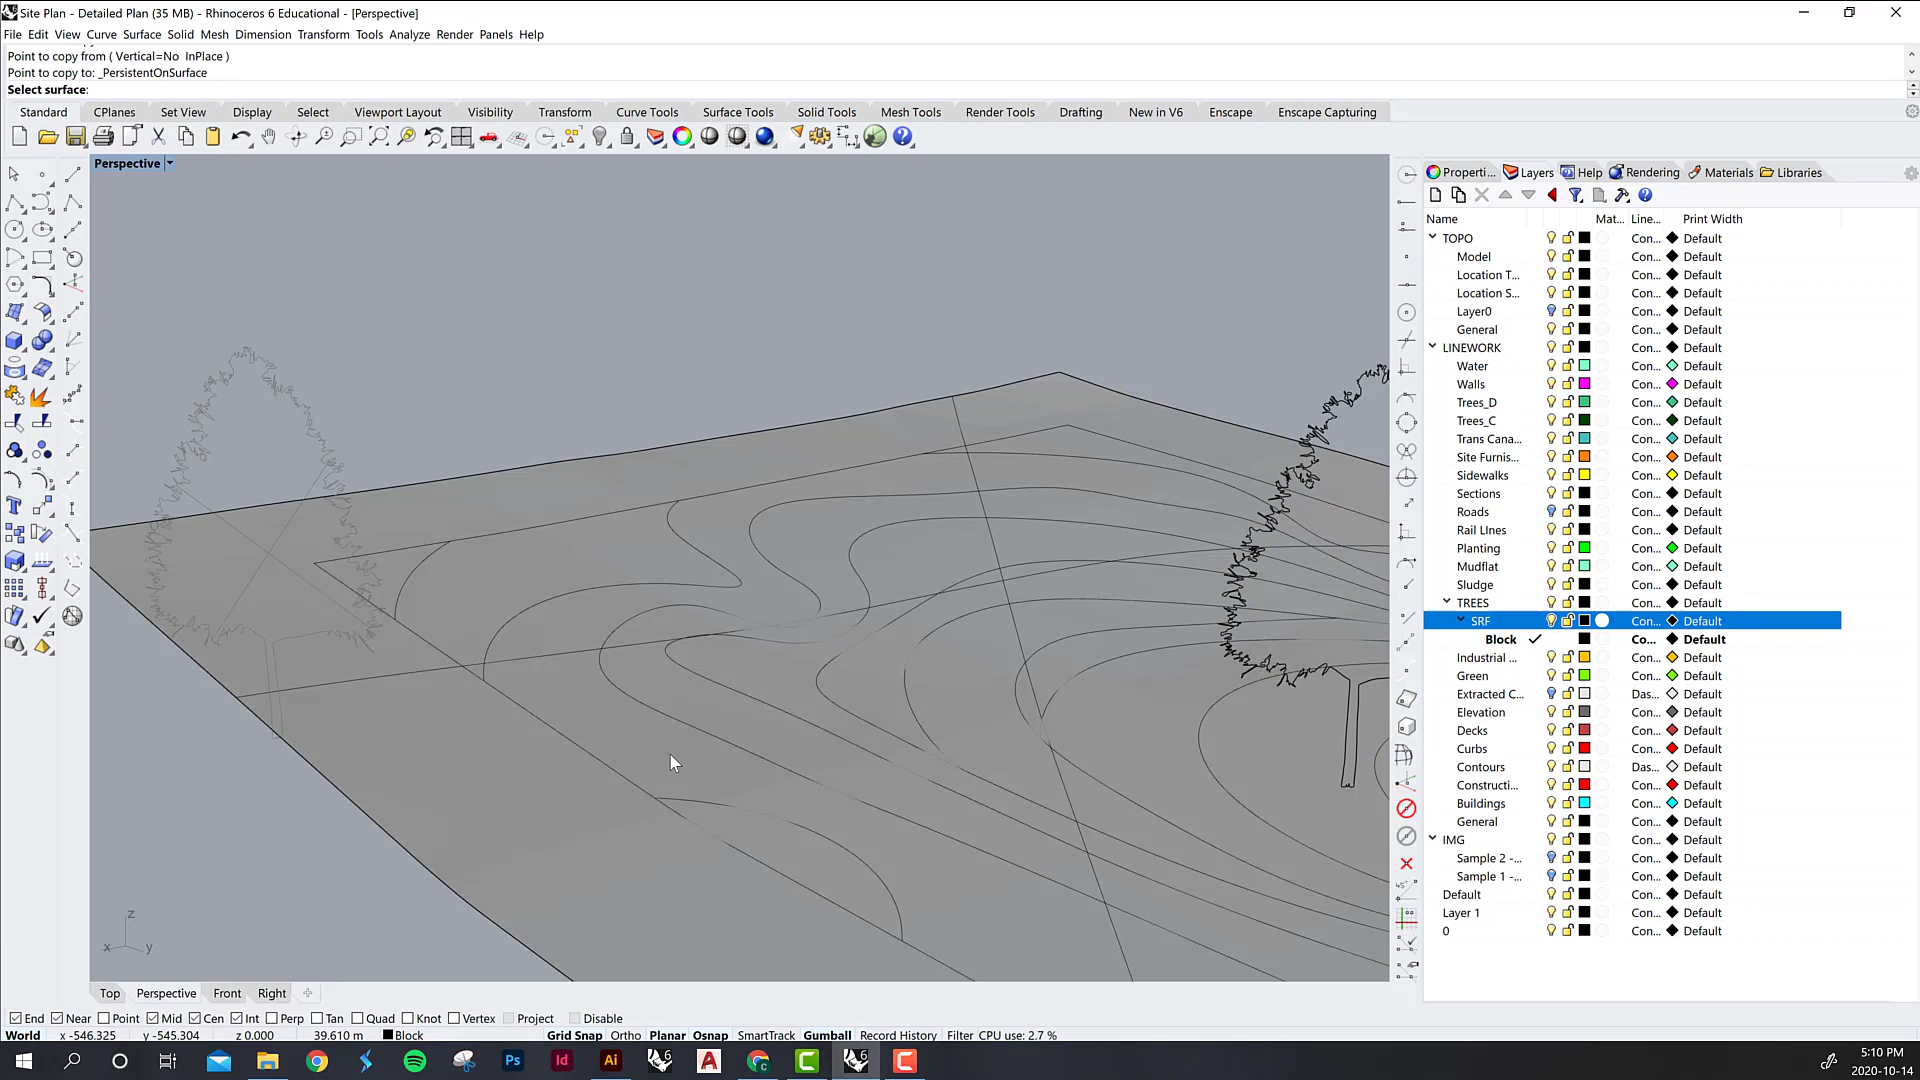 Site Plan - Detailed Plan (35 MB) - Rhinoceros 6 Educational - [Perspective]
File Edit View Curve Surface Solid Mesh Dimension Transform Tools Analyze Render Panels Help
Point to copy from ( Vertical=No InPlace )
Point to copy to: _PersistentOnSurface
Select surface:
Standard CPlanes Set View Display Select Viewport Layout Visibility Transform Curve Tools Surface Tools Solid Tools Mesh Tools Render Tools Drafting New in V6 Enscape Enscape Capturing
Perspective
Properti... Layers Help Rendering Materials Libraries
Name Mat... Line... Print Width
TOPO Con... Default
Model Con... Default
Location T... Con... Default
Location S... Con... Default
Layer0 Con... Default
General Con... Default
LINEWORK Con... Default
Water Con... Default
Walls Con... Default
Trees_D Con... Default
Trees_C Con... Default
Trans Cana... Con... Default
Site Furnis... Con... Default
Sidewalks Con... Default
Sections Con... Default
Roads Con... Default
Rail LInes Con... Default
Planting Con... Default
Mudflat Con... Default
Sludge Con... Default
TREES Con... Default
SRF Con... Default
Block Co... Default
Industrial ... Con... Default
Green Con... Default
Extracted C... Das... Default
Elevation Con... Default
Decks Con... Default
Curbs Con... Default
Contours Das... Default
Constructi... Con... Default
Buildings Con... Default
General Con... Default
IMG Con... Default
Sample 2 -... Con... Default
Sample 1 -... Con... Default
Default Con... Default
Layer 1 Con... Default
0 Con... Default
z
x y
Top Perspective Front Right
End Near Point Mid Cen Int Perp Tan Quad Knot Vertex Project Disable
World x -546.325 y -545.304 z 0.000 39.610 m Block Grid Snap Ortho Planar Osnap SmartTrack Gumball Record History Filter CPU use: 2.7 %
Ps Id Ai 6 A C 6 C
5:10 PM
2020-10-14